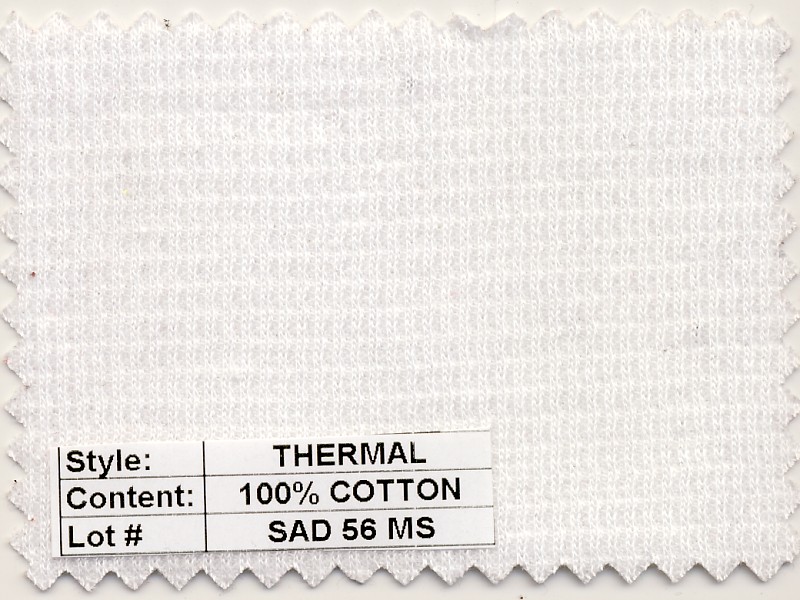 Style: THERMAL
Content: 100% COTTON
Lot # SAD 56 MS